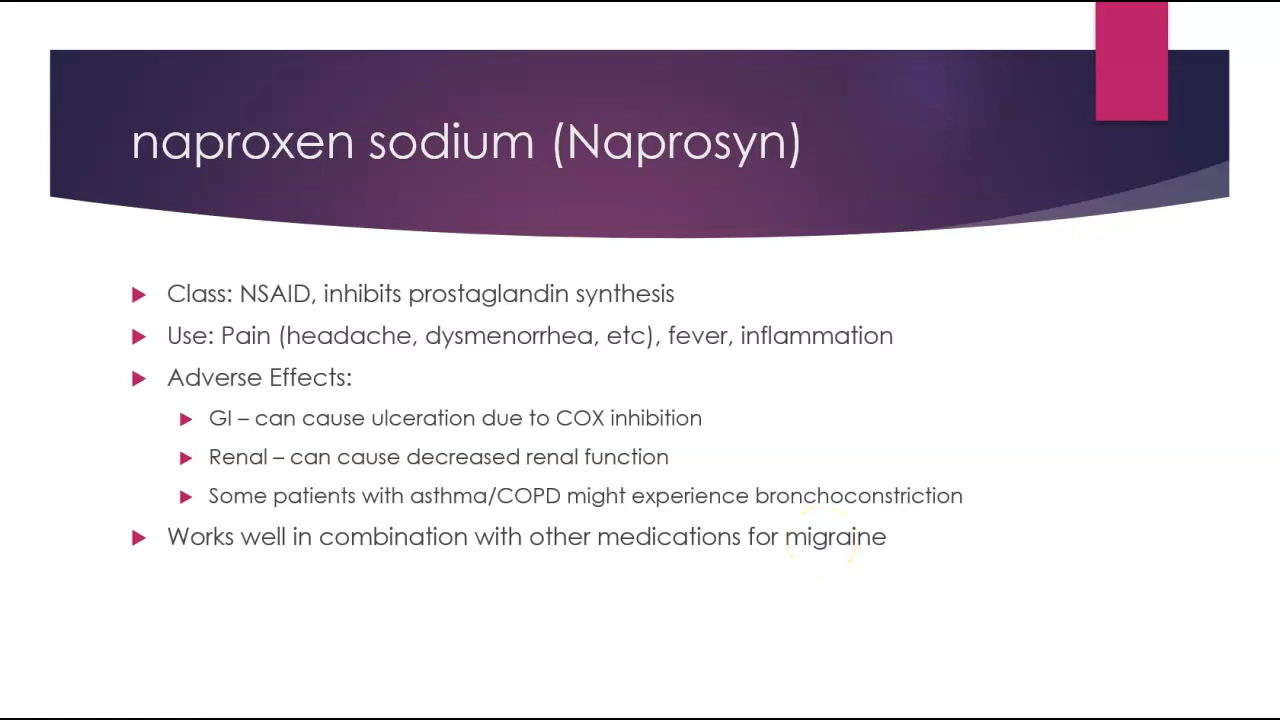 naproxen sodium (Naprosyn)
Class: NSAID, inhibits prostaglandin synthesis
Use: Pain (headache, dysmenorrhea, etc), fever, inflammation
Adverse Effects:
GI – can cause ulceration due to COX inhibition
Renal – can cause decreased renal function
Some patients with asthma/COPD might experience bronchoconstriction
Works well in combination with other medications for migraine